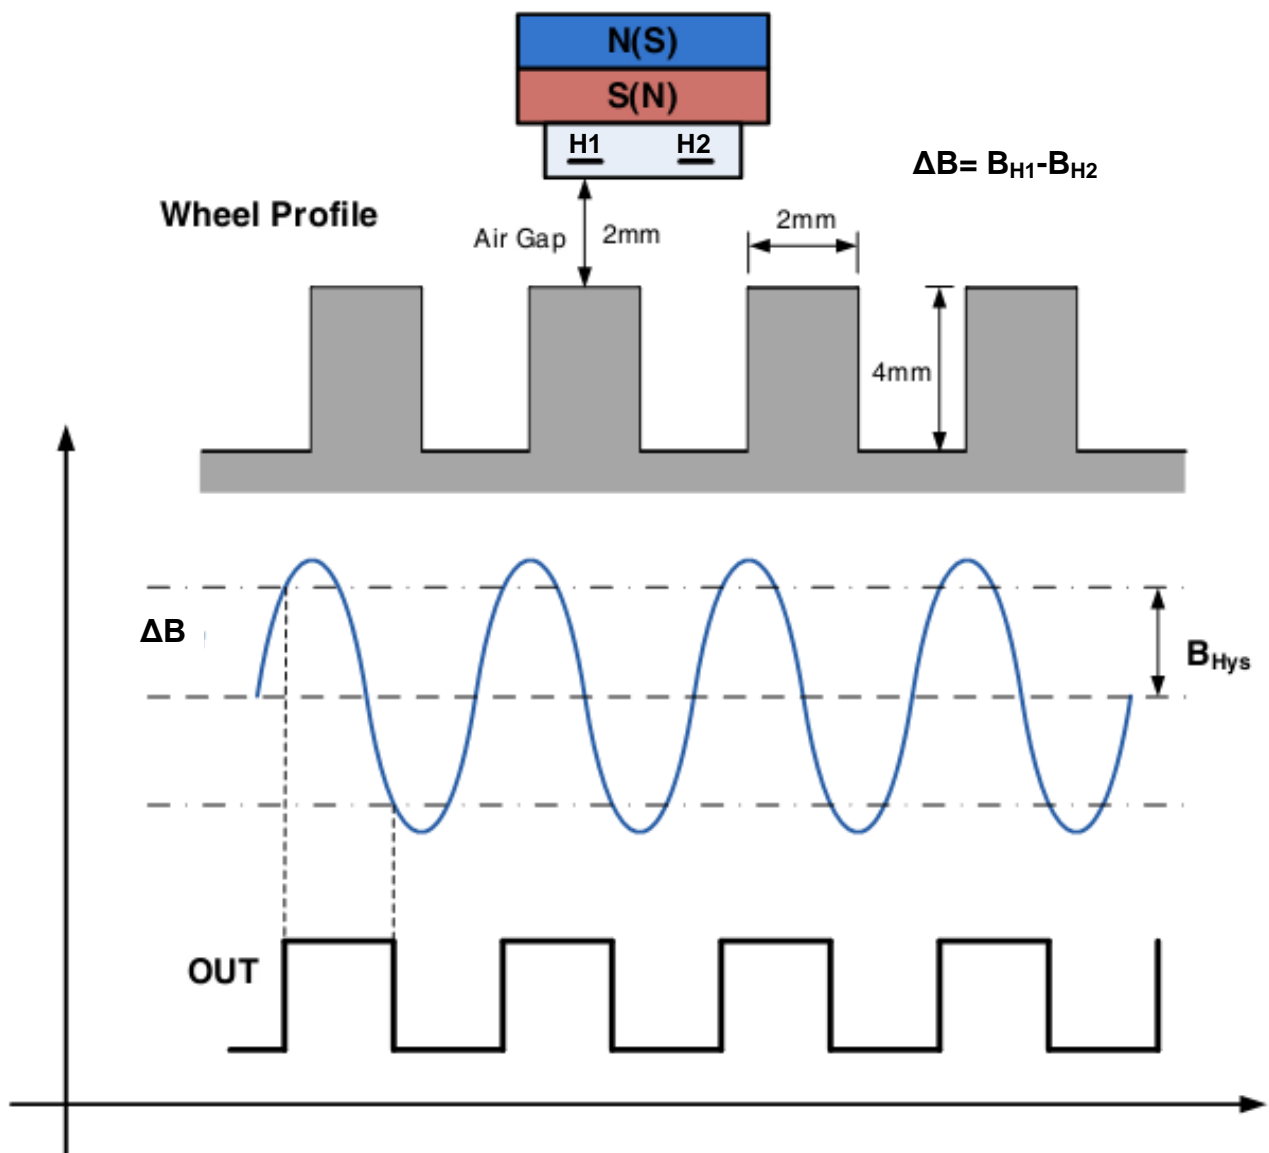 N(S)
S(N)
H1 H2
ΔB= BH1-BH2
Wheel Profile
2mm
Air Gap 2mm
4mm
ΔB
BHys
OUT